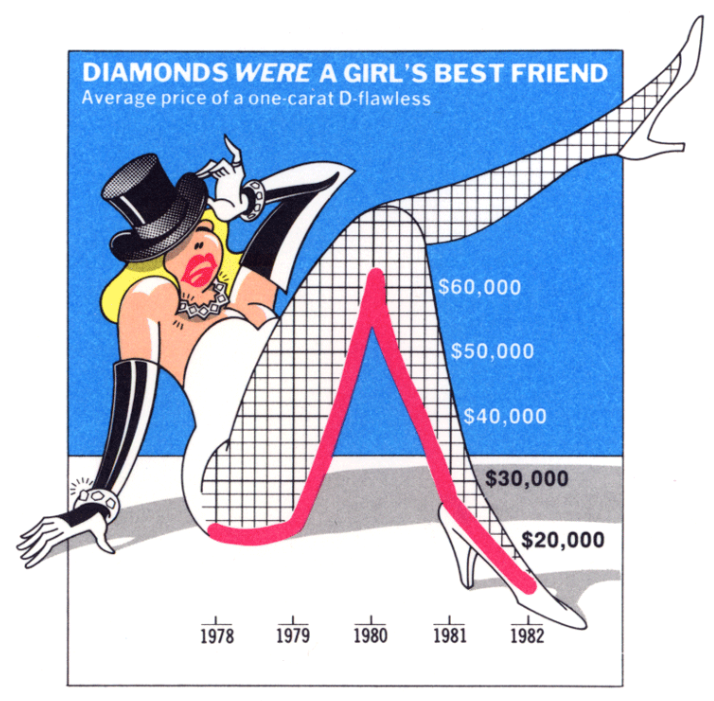 DIAMONDS WERE A GIRL'S BEST FRIEND
Average price of a one-carat D-flawless
$60,000
$50,000
$40,000
$30,000
$20,000
1978 1979 1980 1981 1982